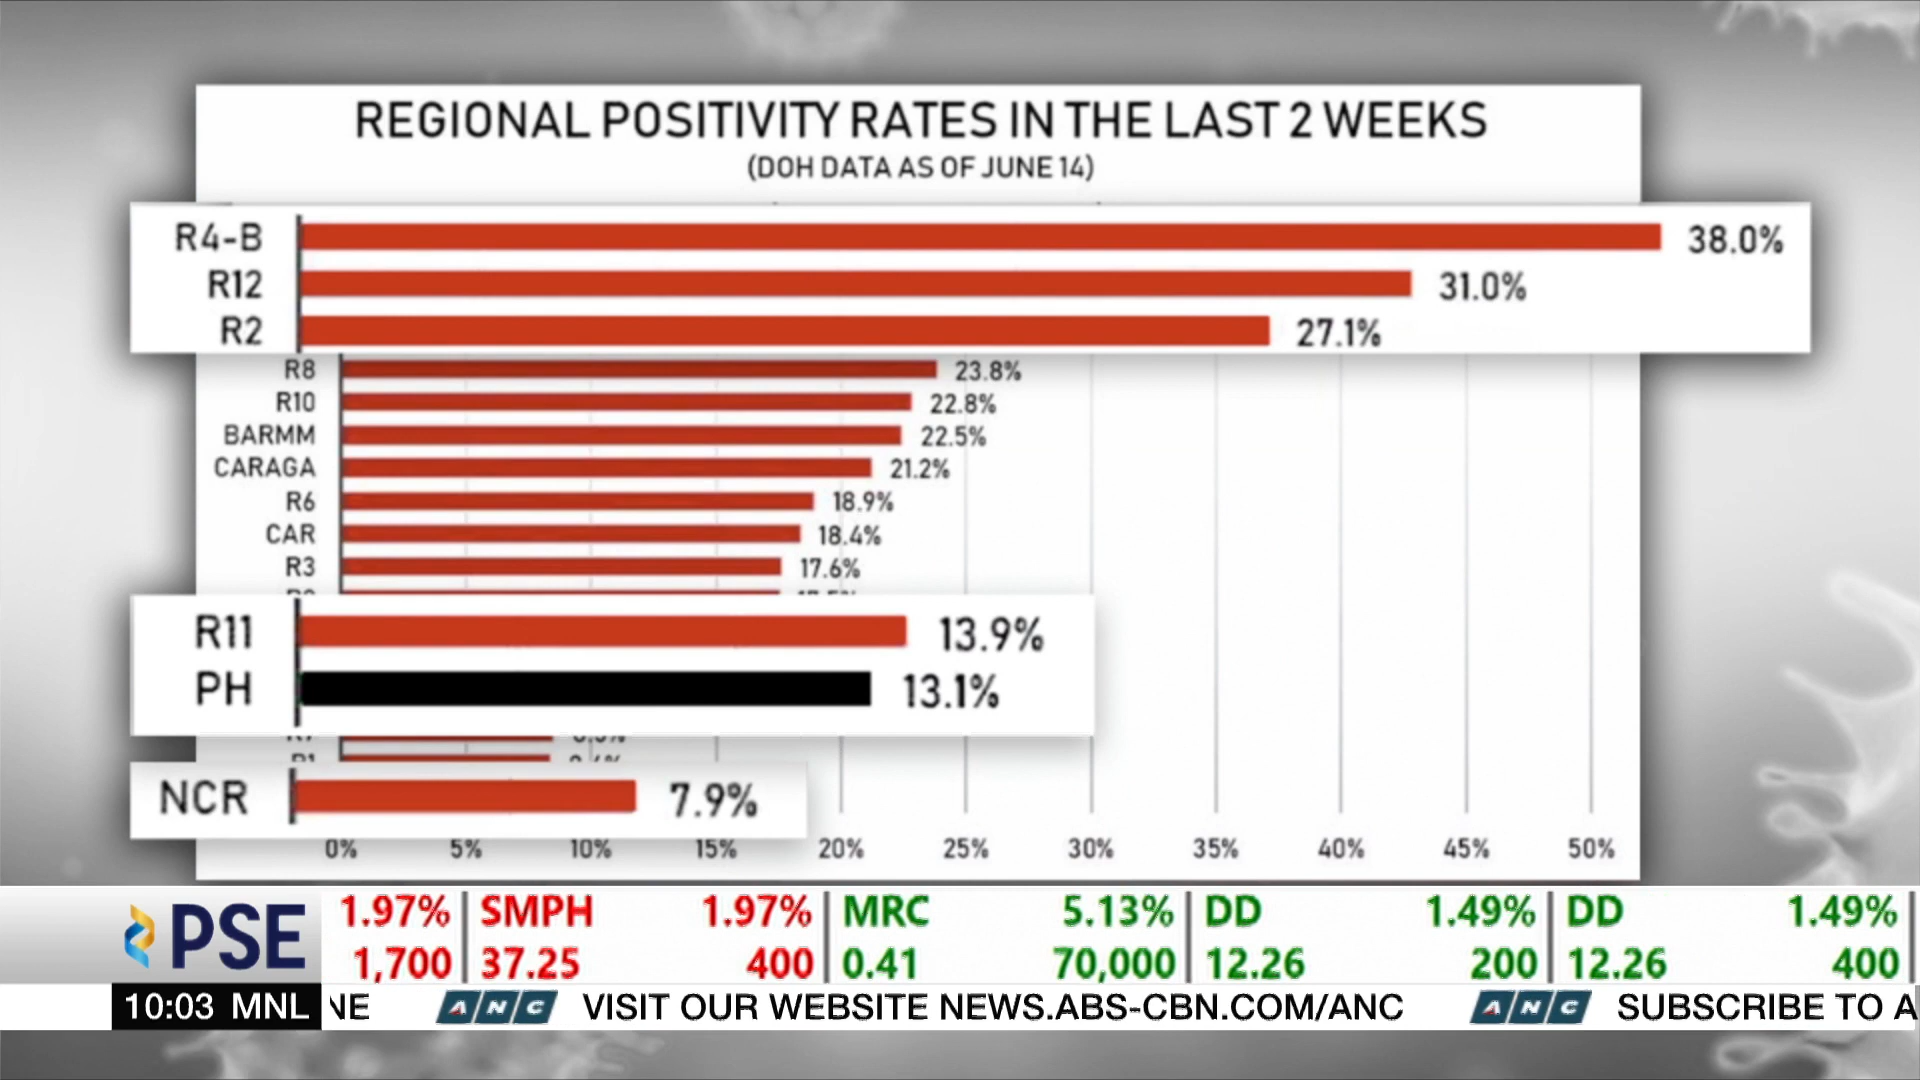 REGIONAL POSITIVITY RATES IN THE LAST 2 WEEKS
(DOH DATA AS OF JUNE 14)
R4-B 38.0%
R12 31.0%
R2 27.1%
R8 23.8%
R10 22.8%
BARMM 22.5%
CARAGA 21.2%
R6 18.9%
CAR 18.4%
R3 17.6%
R11 13.9%
PH 13.1%
NCR 7.9%
0% 5% 10% 15% 20% 25% 30% 35% 40% 45% 50%
PSE 1.97% SMPH 1.97% MRC 5.13% DD 1.49% DD 1.49%
1,700 37.25 400 0.41 70,000 12.26 200 12.26 400
10:03 MNL NE ANC VISIT OUR WEBSITE NEWS.ABS-CBN.COM/ANC ANC SUBSCRIBE TO A